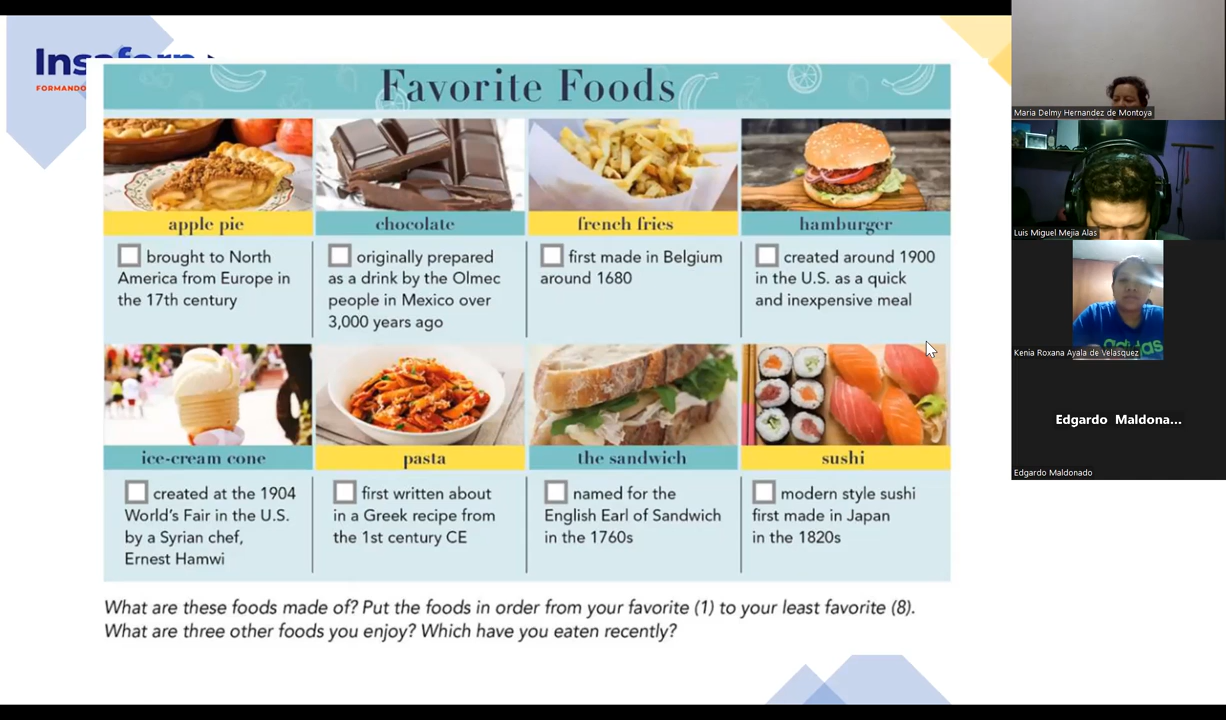 Insaforp
FORMANDO
Favorite Foods
apple pie
brought to North
America from Europe in
the 17th century
chocolate
originally prepared
as a drink by the Olmec
people in Mexico over
3,000 years ago
french fries
first made in Belgium
around 1680
hamburger
created around 1900
in the U.S. as a quick
and inexpensive meal
ice-cream cone
created at the 1904
World's Fair in the U.S.
by a Syrian chef,
Ernest Hamwi
pasta
first written about
in a Greek recipe from
the 1st century CE
the sandwich
named for the
English Earl of Sandwich
in the 1760s
sushi
modern style sushi
first made in Japan
in the 1820s
What are these foods made of? Put the foods in order from your favorite (1) to your least favorite (8).
What are three other foods you enjoy? Which have you eaten recently?
Maria Delmy Hernandez de Montoya
Luis Miguel Mejia Alas
adidas
Kenia Roxana Ayala de Velasquez
Edgardo Maldona...
Edgardo Maldonado